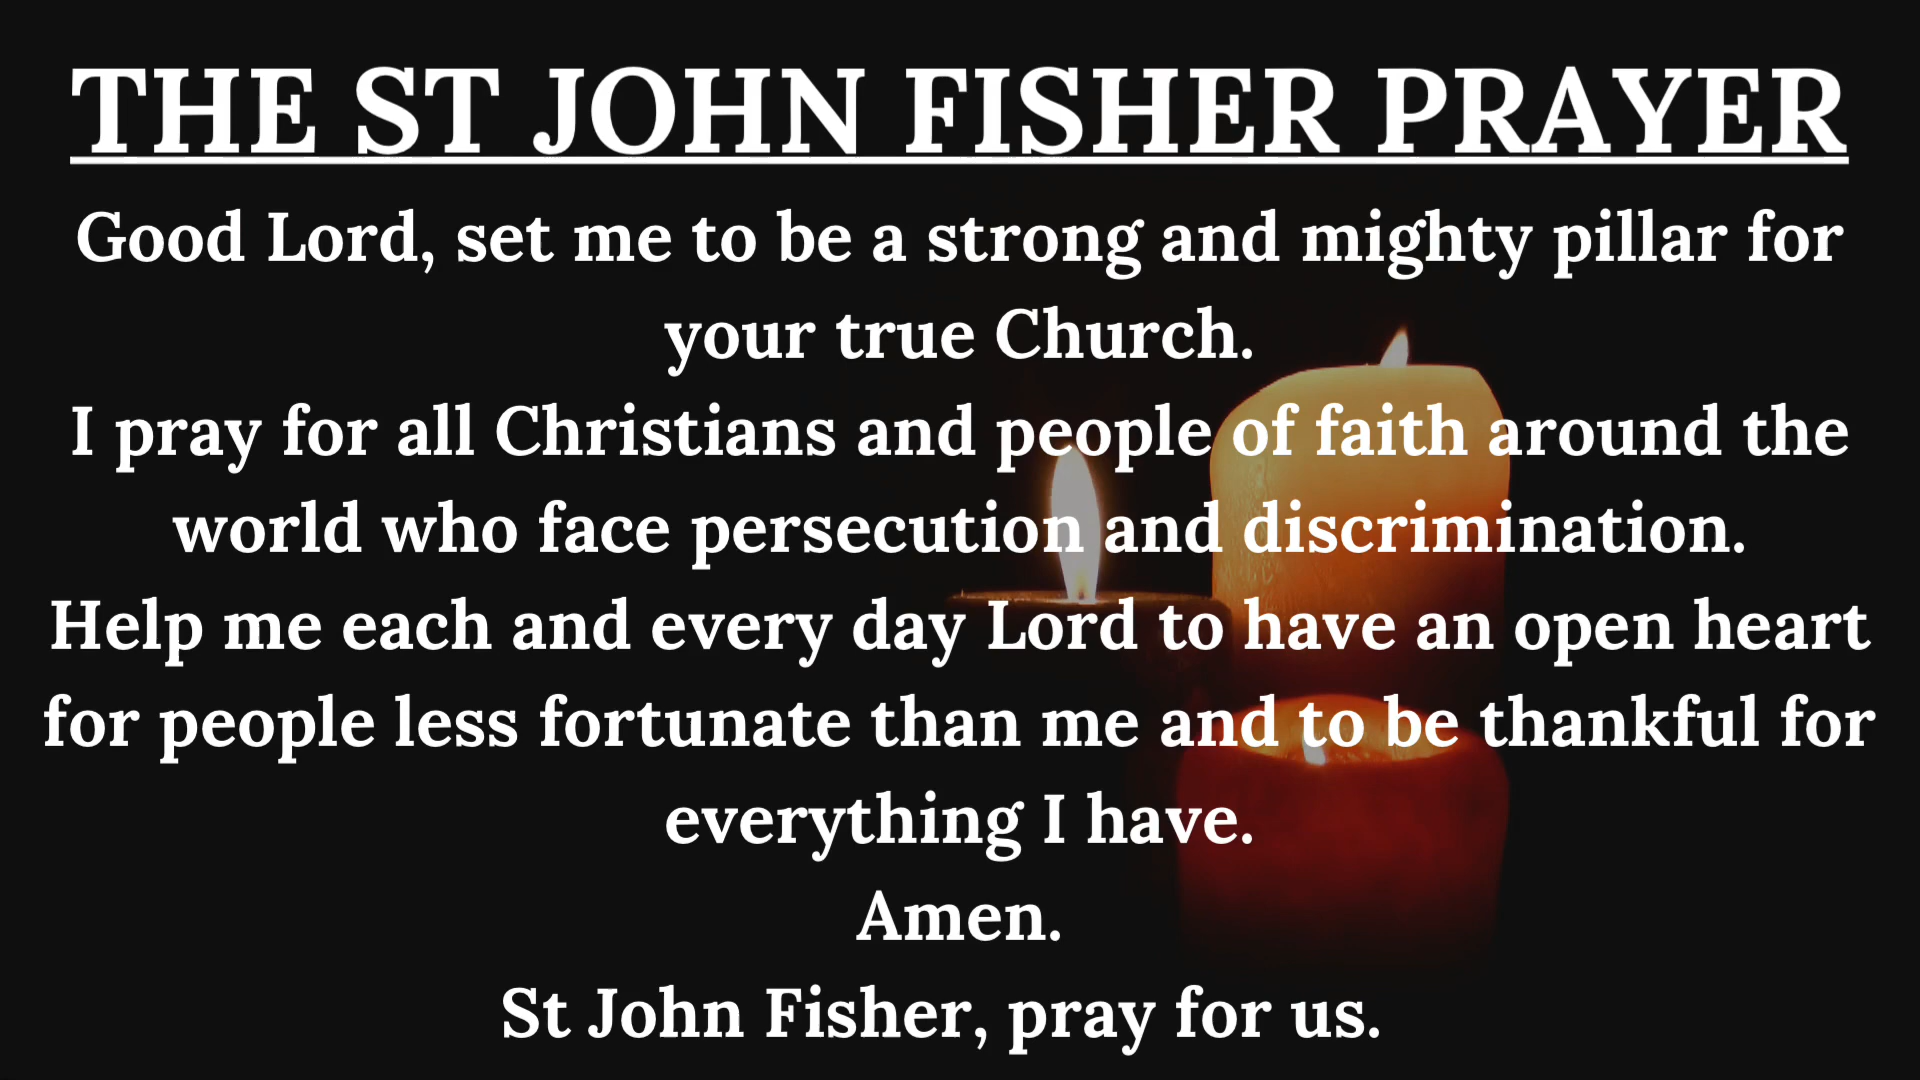 THE ST JOHN FISHER PRAYER
Good Lord, set me to be a strong and mighty pillar for
your true Church.
I pray for all Christians and people of faith around the
world who face persecution and discrimination.
Help me each and every day Lord to have an open heart
for people less fortunate than me and to be thankful for
everything I have.
Amen.
St John Fisher, pray for us.